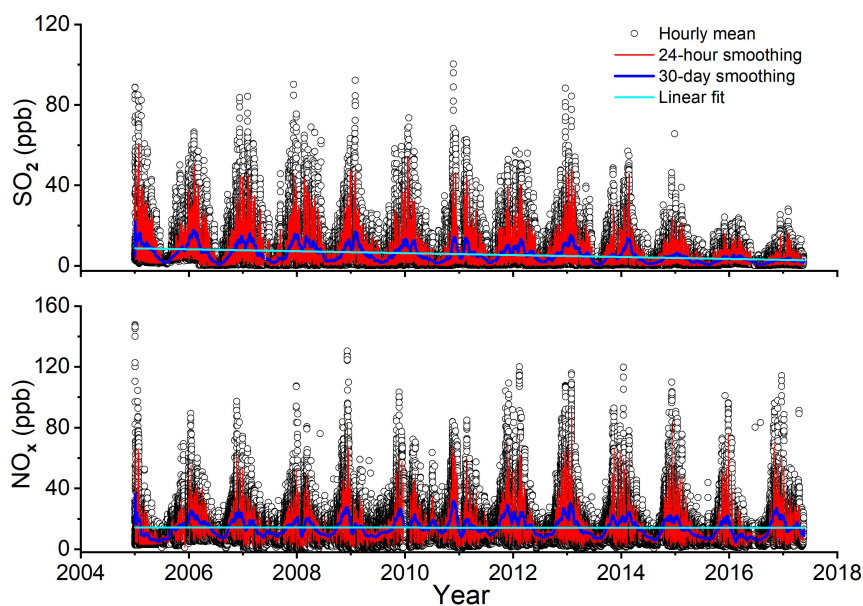 120
80
40
0
SO2 (ppb)
Hourly mean
24-hour smoothing
30-day smoothing
Linear fit
160
120
80
40
0
NOx (ppb)
2004
2006
2008
2010
2012
2014
2016
2018
Year